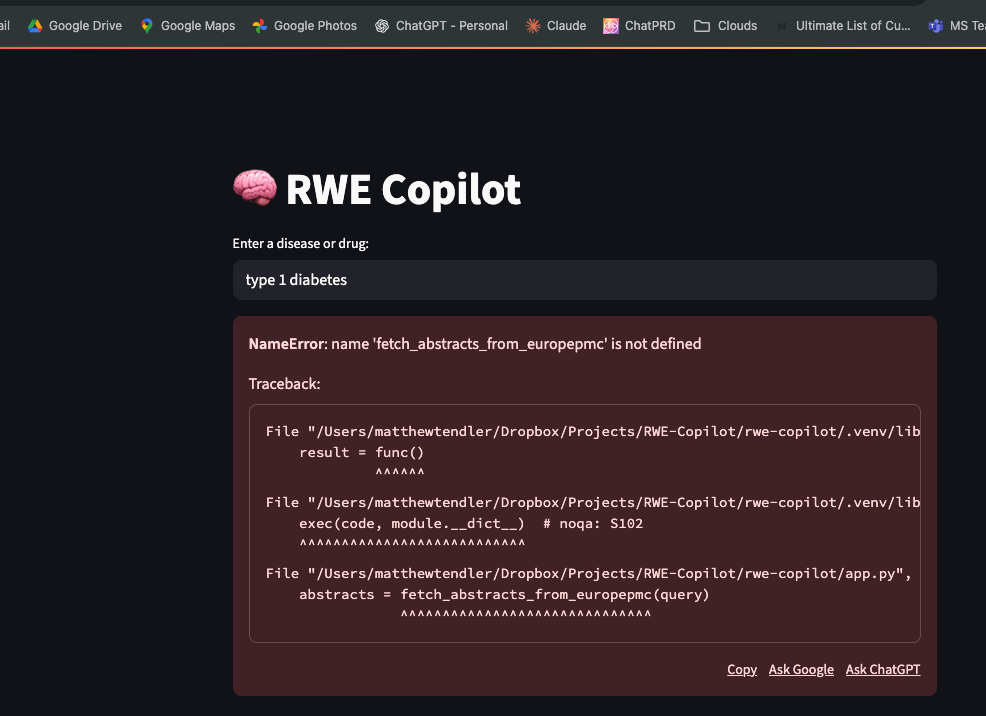 ail Google Drive Google Maps Google Photos ChatGPT - Personal Claude ChatPRD Clouds Ultimate List of Cu... MS Tea
RWE Copilot
Enter a disease or drug:
type 1 diabetes
NameError: name 'fetch_abstracts_from_europepmc' is not defined
Traceback:
File "/Users/matthewtendler/Dropbox/Projects/RWE-Copilot/rwe-copilot/.venv/lib
result = func()
^^^^^^
File "/Users/matthewtendler/Dropbox/Projects/RWE-Copilot/rwe-copilot/.venv/lib
exec(code, module.__dict__)  # noqa: S102
^^^^^^^^^^^^^^^^^^^^^^^^^^^
File "/Users/matthewtendler/Dropbox/Projects/RWE-Copilot/rwe-copilot/app.py",
abstracts = fetch_abstracts_from_europepmc(query)
^^^^^^^^^^^^^^^^^^^^^^^^^^^^^^
Copy Ask Google Ask ChatGPT